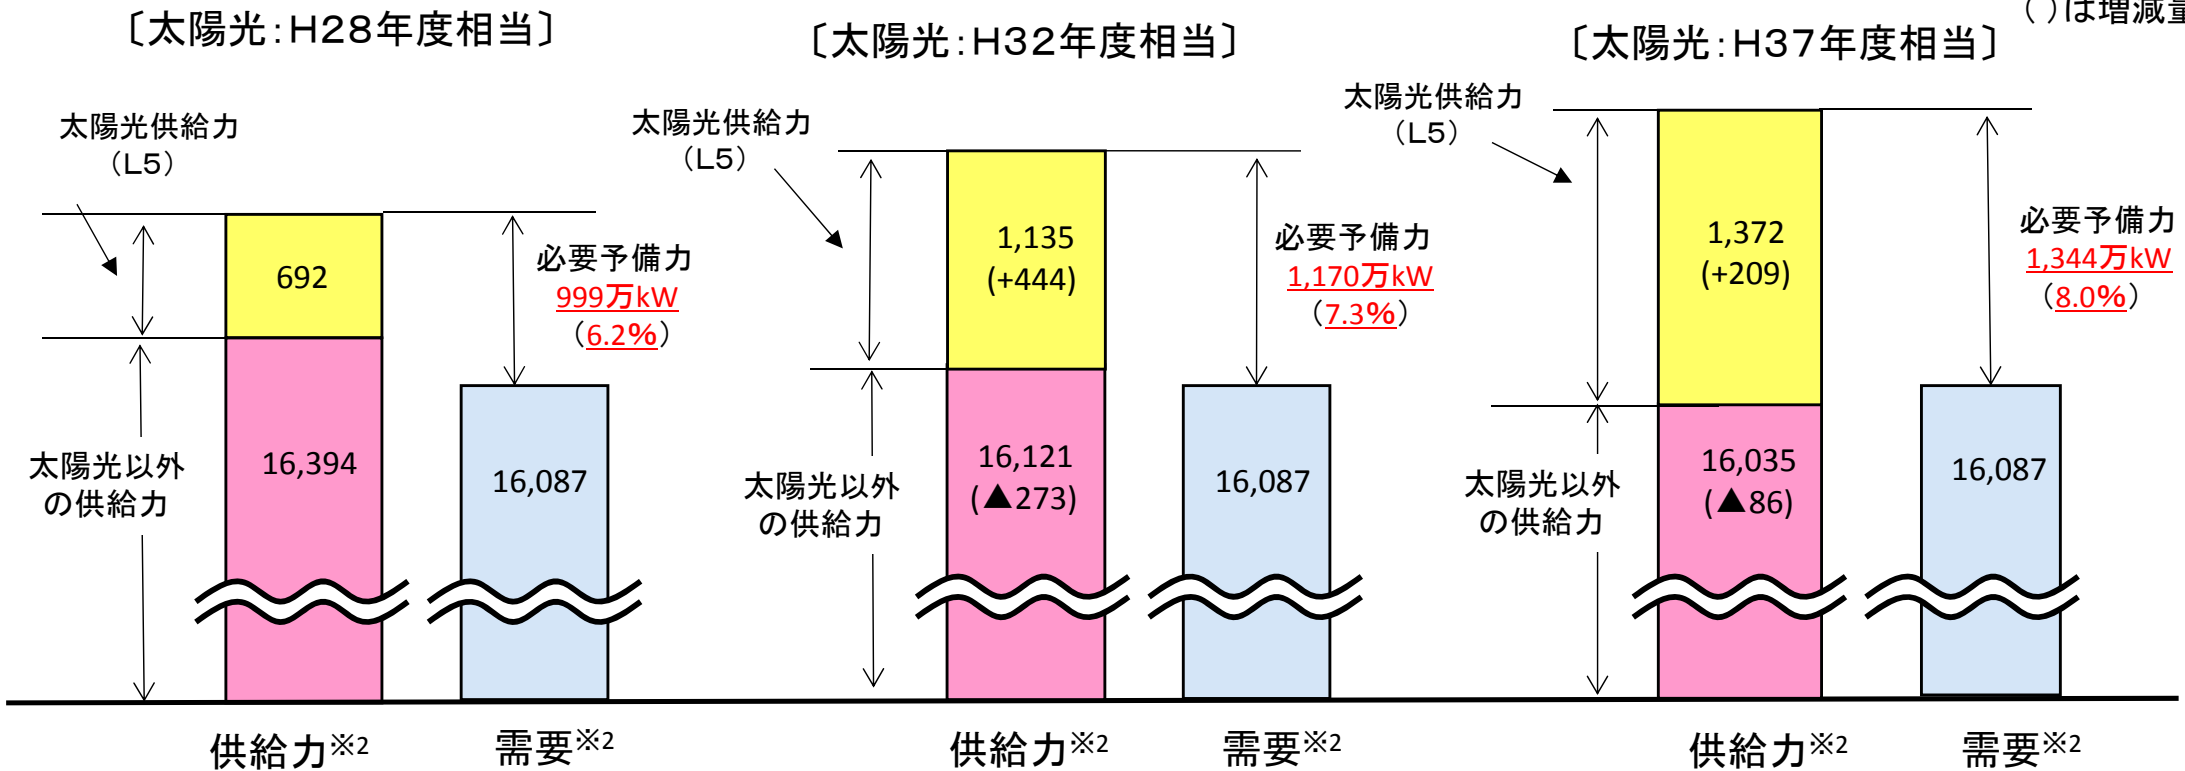 〔太陽光:H28年度相当〕
太陽光供給力
（L5）
692
必要予備力
999万kW
（6.2%）
太陽光以外
の供給力
16,394
16,087
供給力※2
需要※2
〔太陽光:H32年度相当〕
太陽光供給力
（L5）
1,135
(+444)
必要予備力
1,170万kW
（7.3%）
太陽光以外
の供給力
16,121
(▲273)
16,087
供給力※2
需要※2
( )は増減量
〔太陽光:H37年度相当〕
太陽光供給力
（L5）
1,372
(+209)
必要予備力
1,344万kW
（8.0%）
太陽光以外
の供給力
16,035
(▲86)
16,087
供給力※2
需要※2